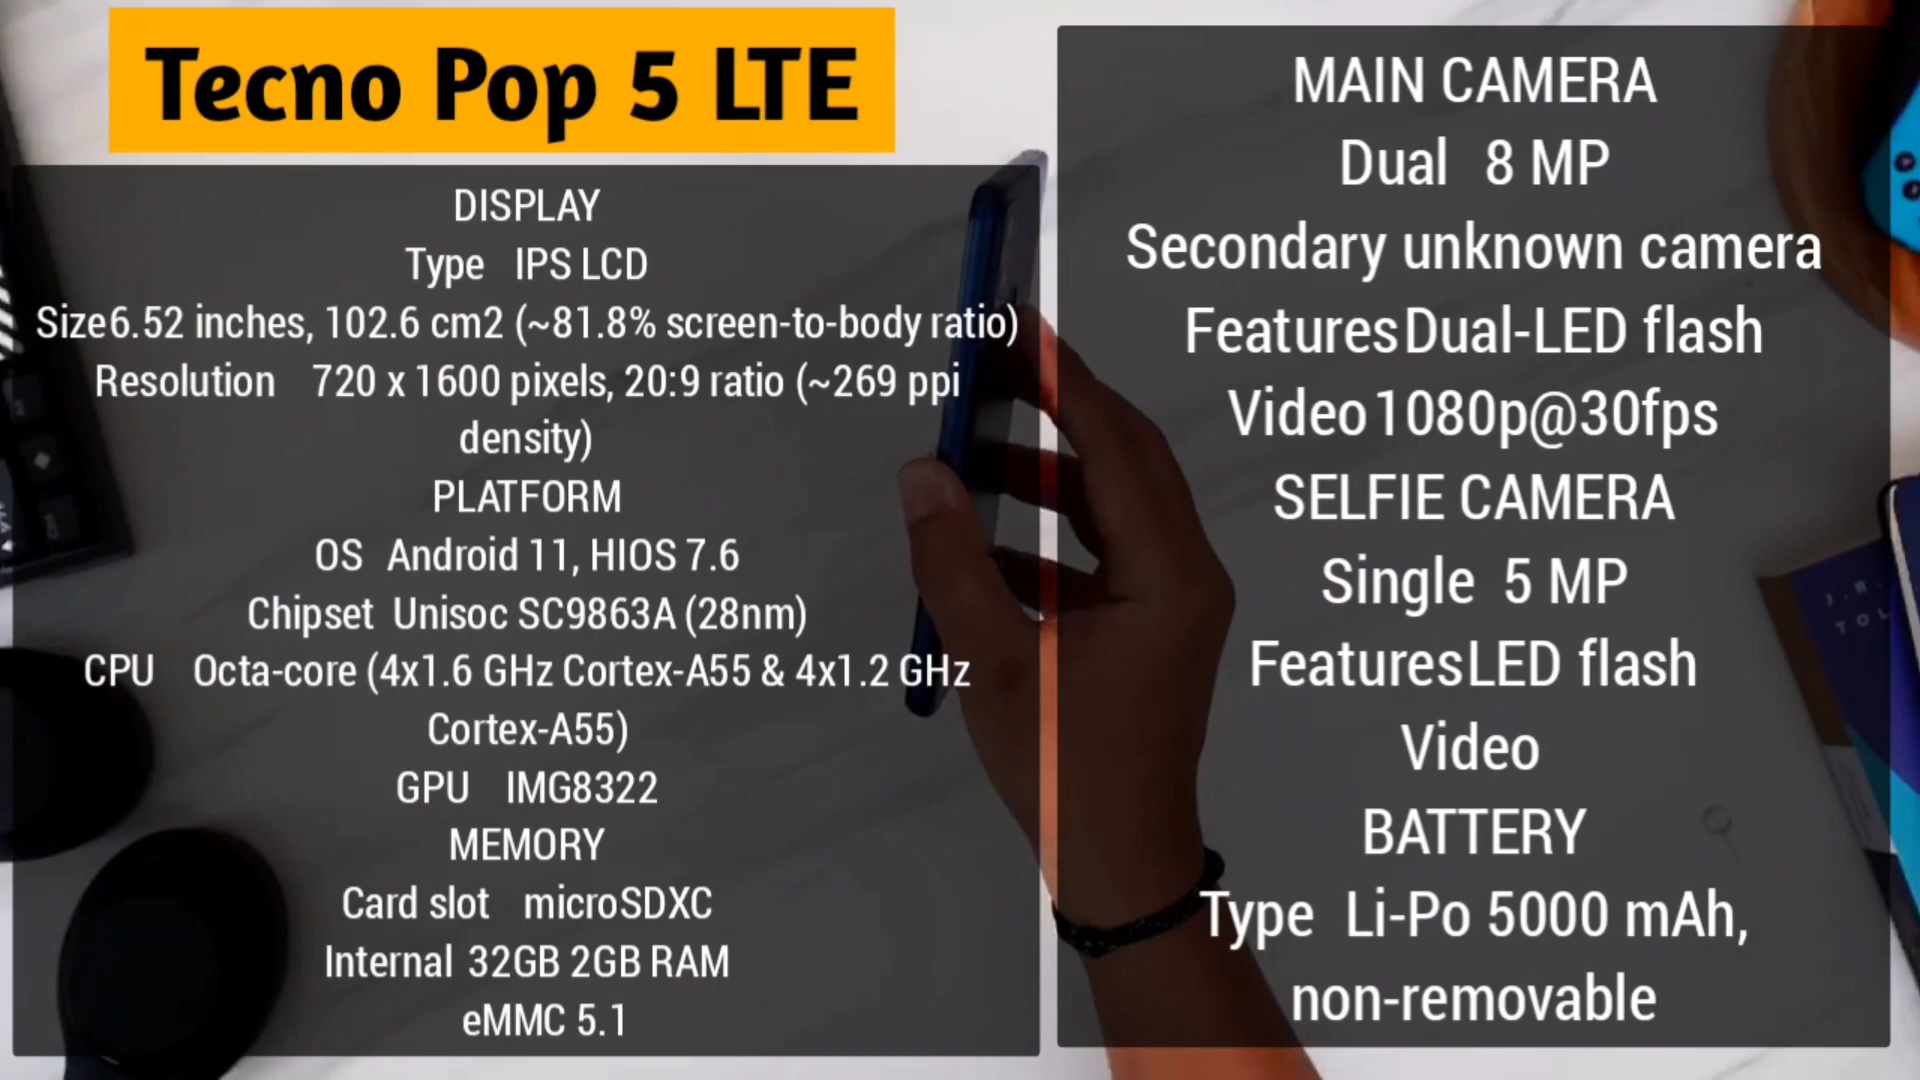 Tecno Pop 5 LTE
DISPLAY
Type IPS LCD
Size6.52 inches, 102.6 cm2 (~81.8% screen-to-body ratio)
Resolution 720 x 1600 pixels, 20:9 ratio (~269 ppi
density)
PLATFORM
OS Android 11, HIOS 7.6
Chipset Unisoc SC9863A (28nm)
CPU Octa-core (4x1.6 GHz Cortex-A55 & 4x1.2 GHz
Cortex-A55)
GPU IMG8322
MEMORY
Card slot microSDXC
Internal 32GB 2GB RAM
eMMC 5.1
MAIN CAMERA
Dual 8 MP
Secondary unknown camera
FeaturesDual-LED flash
Video1080p@30fps
SELFIE CAMERA
Single 5 MP
FeaturesLED flash
Video
BATTERY
Type Li-Po 5000 mAh,
non-removable